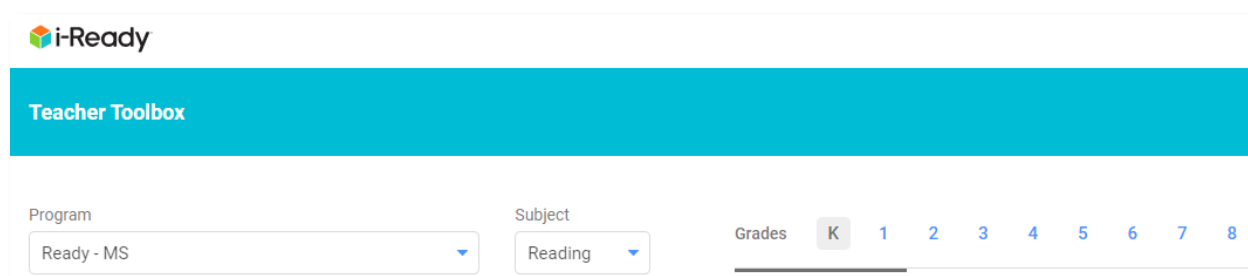 i-Ready
Teacher Toolbox
Program
Subject
Ready - MS
Reading
Grades K 1 2 3 4 5 6 7 8